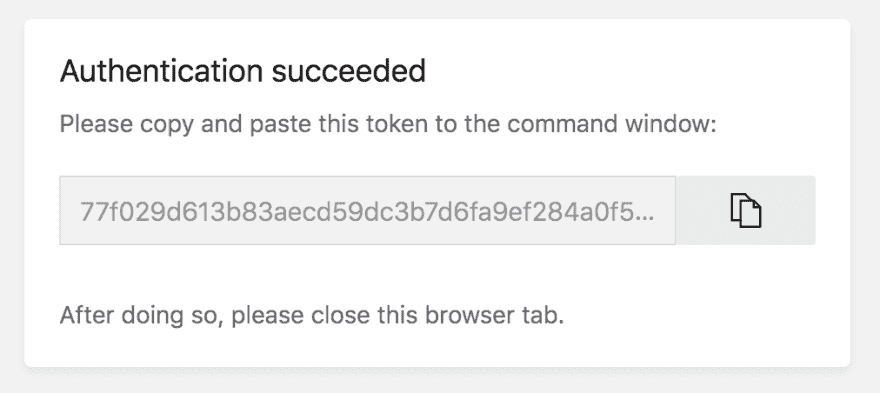 Authentication succeeded
Please copy and paste this token to the command window:
77f029d613b83aecd59dc3b7d6fa9ef284a0f5...
After doing so, please close this browser tab.